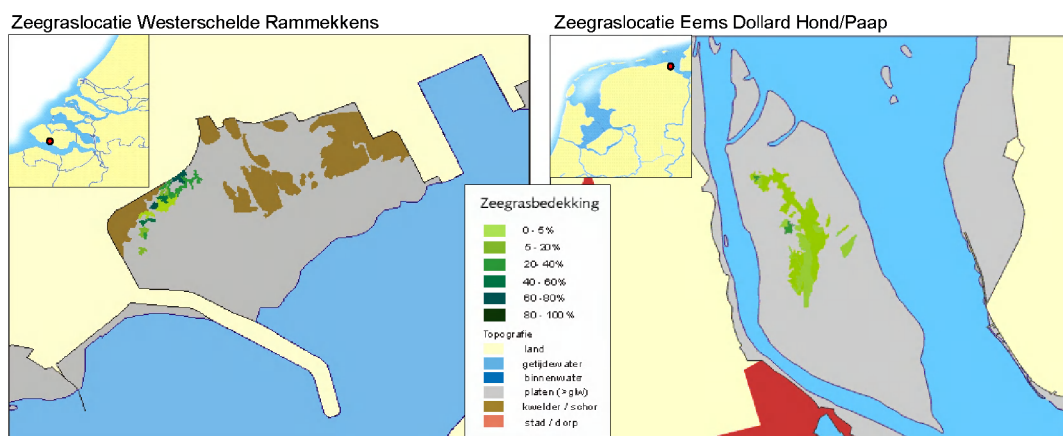 Zeegraslocatie Westerschelde Rammekkens
Zeegraslocatie Eems Dollard Hond/Paap
Zeegrasbedekking
0 - 5%
5 - 20%
20- 40%
40 - 60%
60 -80%
80 - 100 %
Topografie
land
getijdewater
binnenwater
platen (>glw)
kwelder / schor
stad / dorp